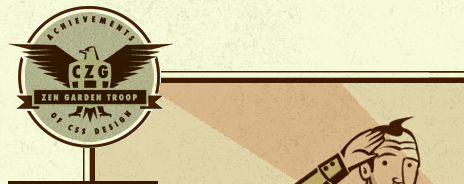 ACHIEVEMENTS
CZG
ZEN GARDEN TROOP
OF CSS DESIGN